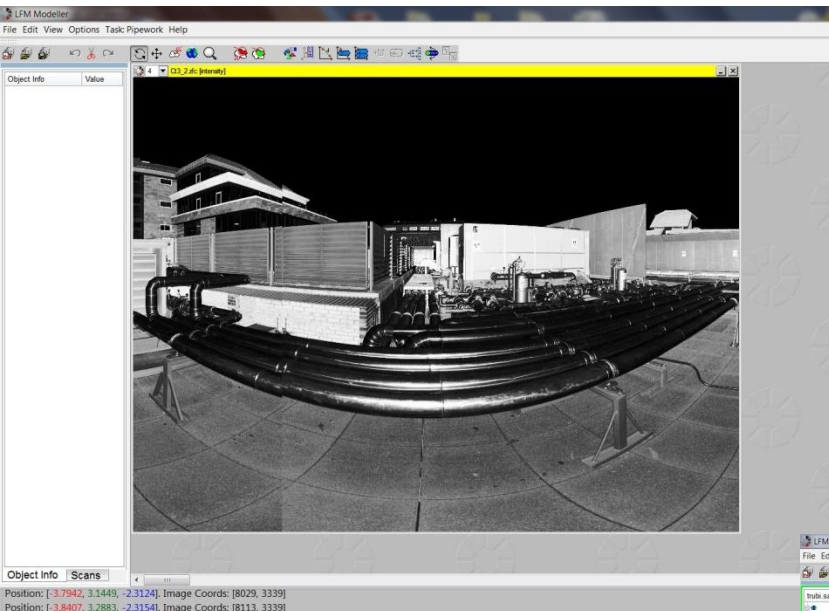 LFM Modeller
File Edit View Options Task: Pipework Help
Object Info Value
4
Object Info Scans
Position: [-3.7942, 3.1449, -2.3124]. Image Coords: [8029, 3339]
Position: [-3.8407, 3.2883, -2.3154]. Image Coords: [8113, 3339]
LFM
File Ed